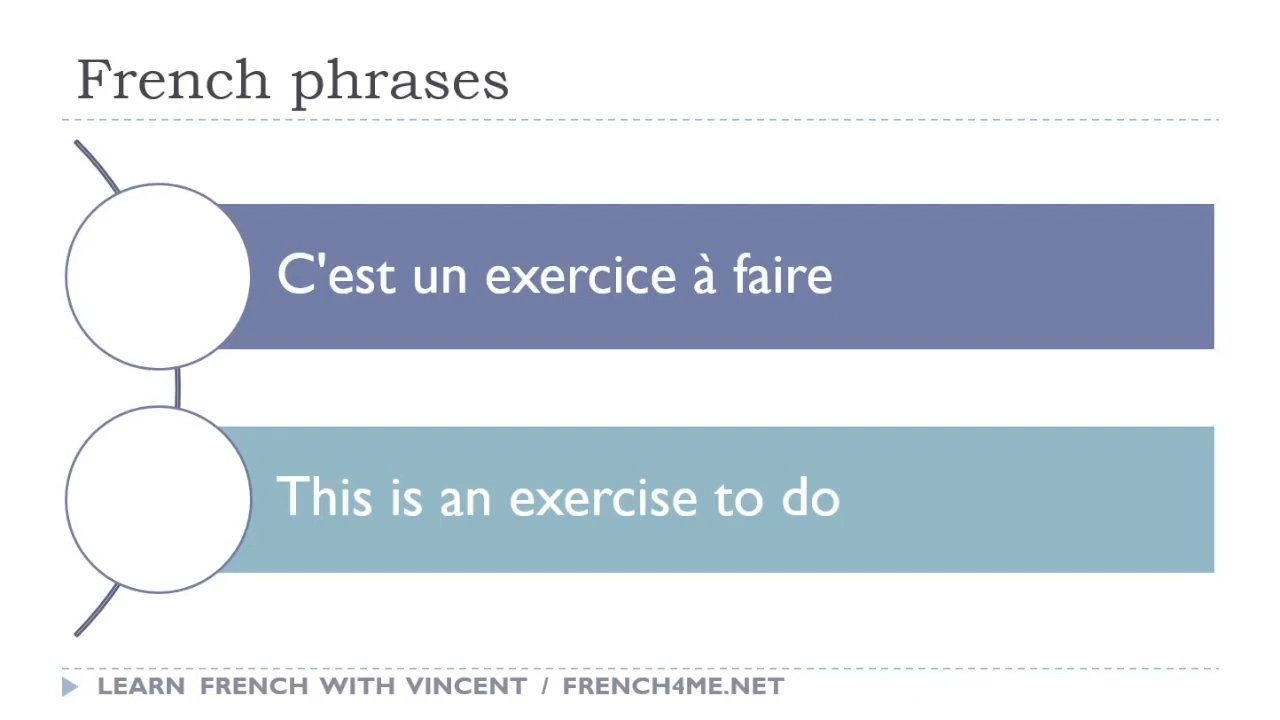 French phrases
C'est un exercice à faire
This is an exercise to do
LEARN FRENCH WITH VINCENT / FRENCH4ME.NET